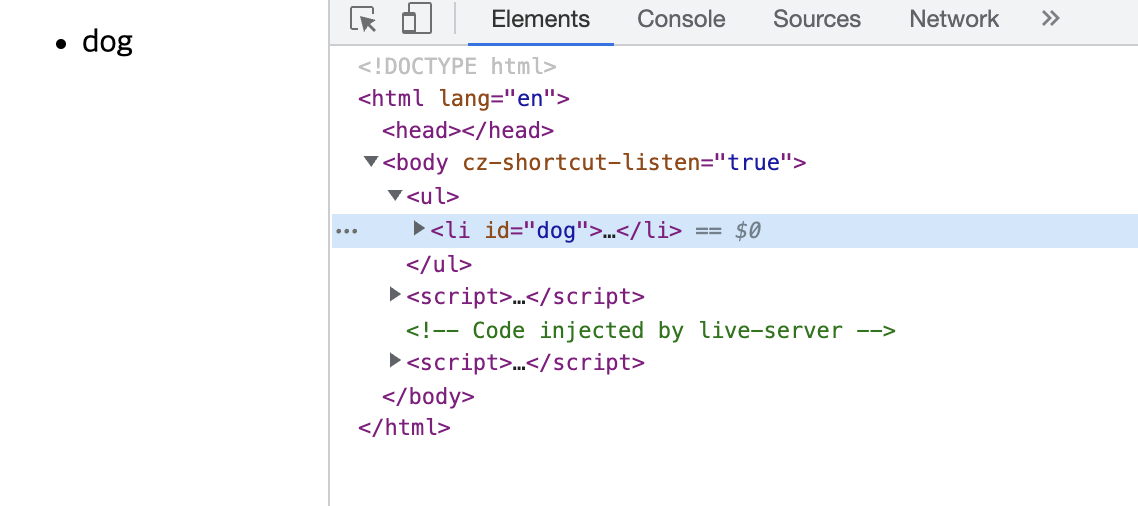 • dog
Elements Console Sources Network »
<!DOCTYPE html>
<html lang="en">
<head></head>
<body cz-shortcut-listen="true">
<ul>
<li id="dog">…</li> == $0
</ul>
<script>…</script>
<!-- Code injected by live-server -->
<script>…</script>
</body>
</html>